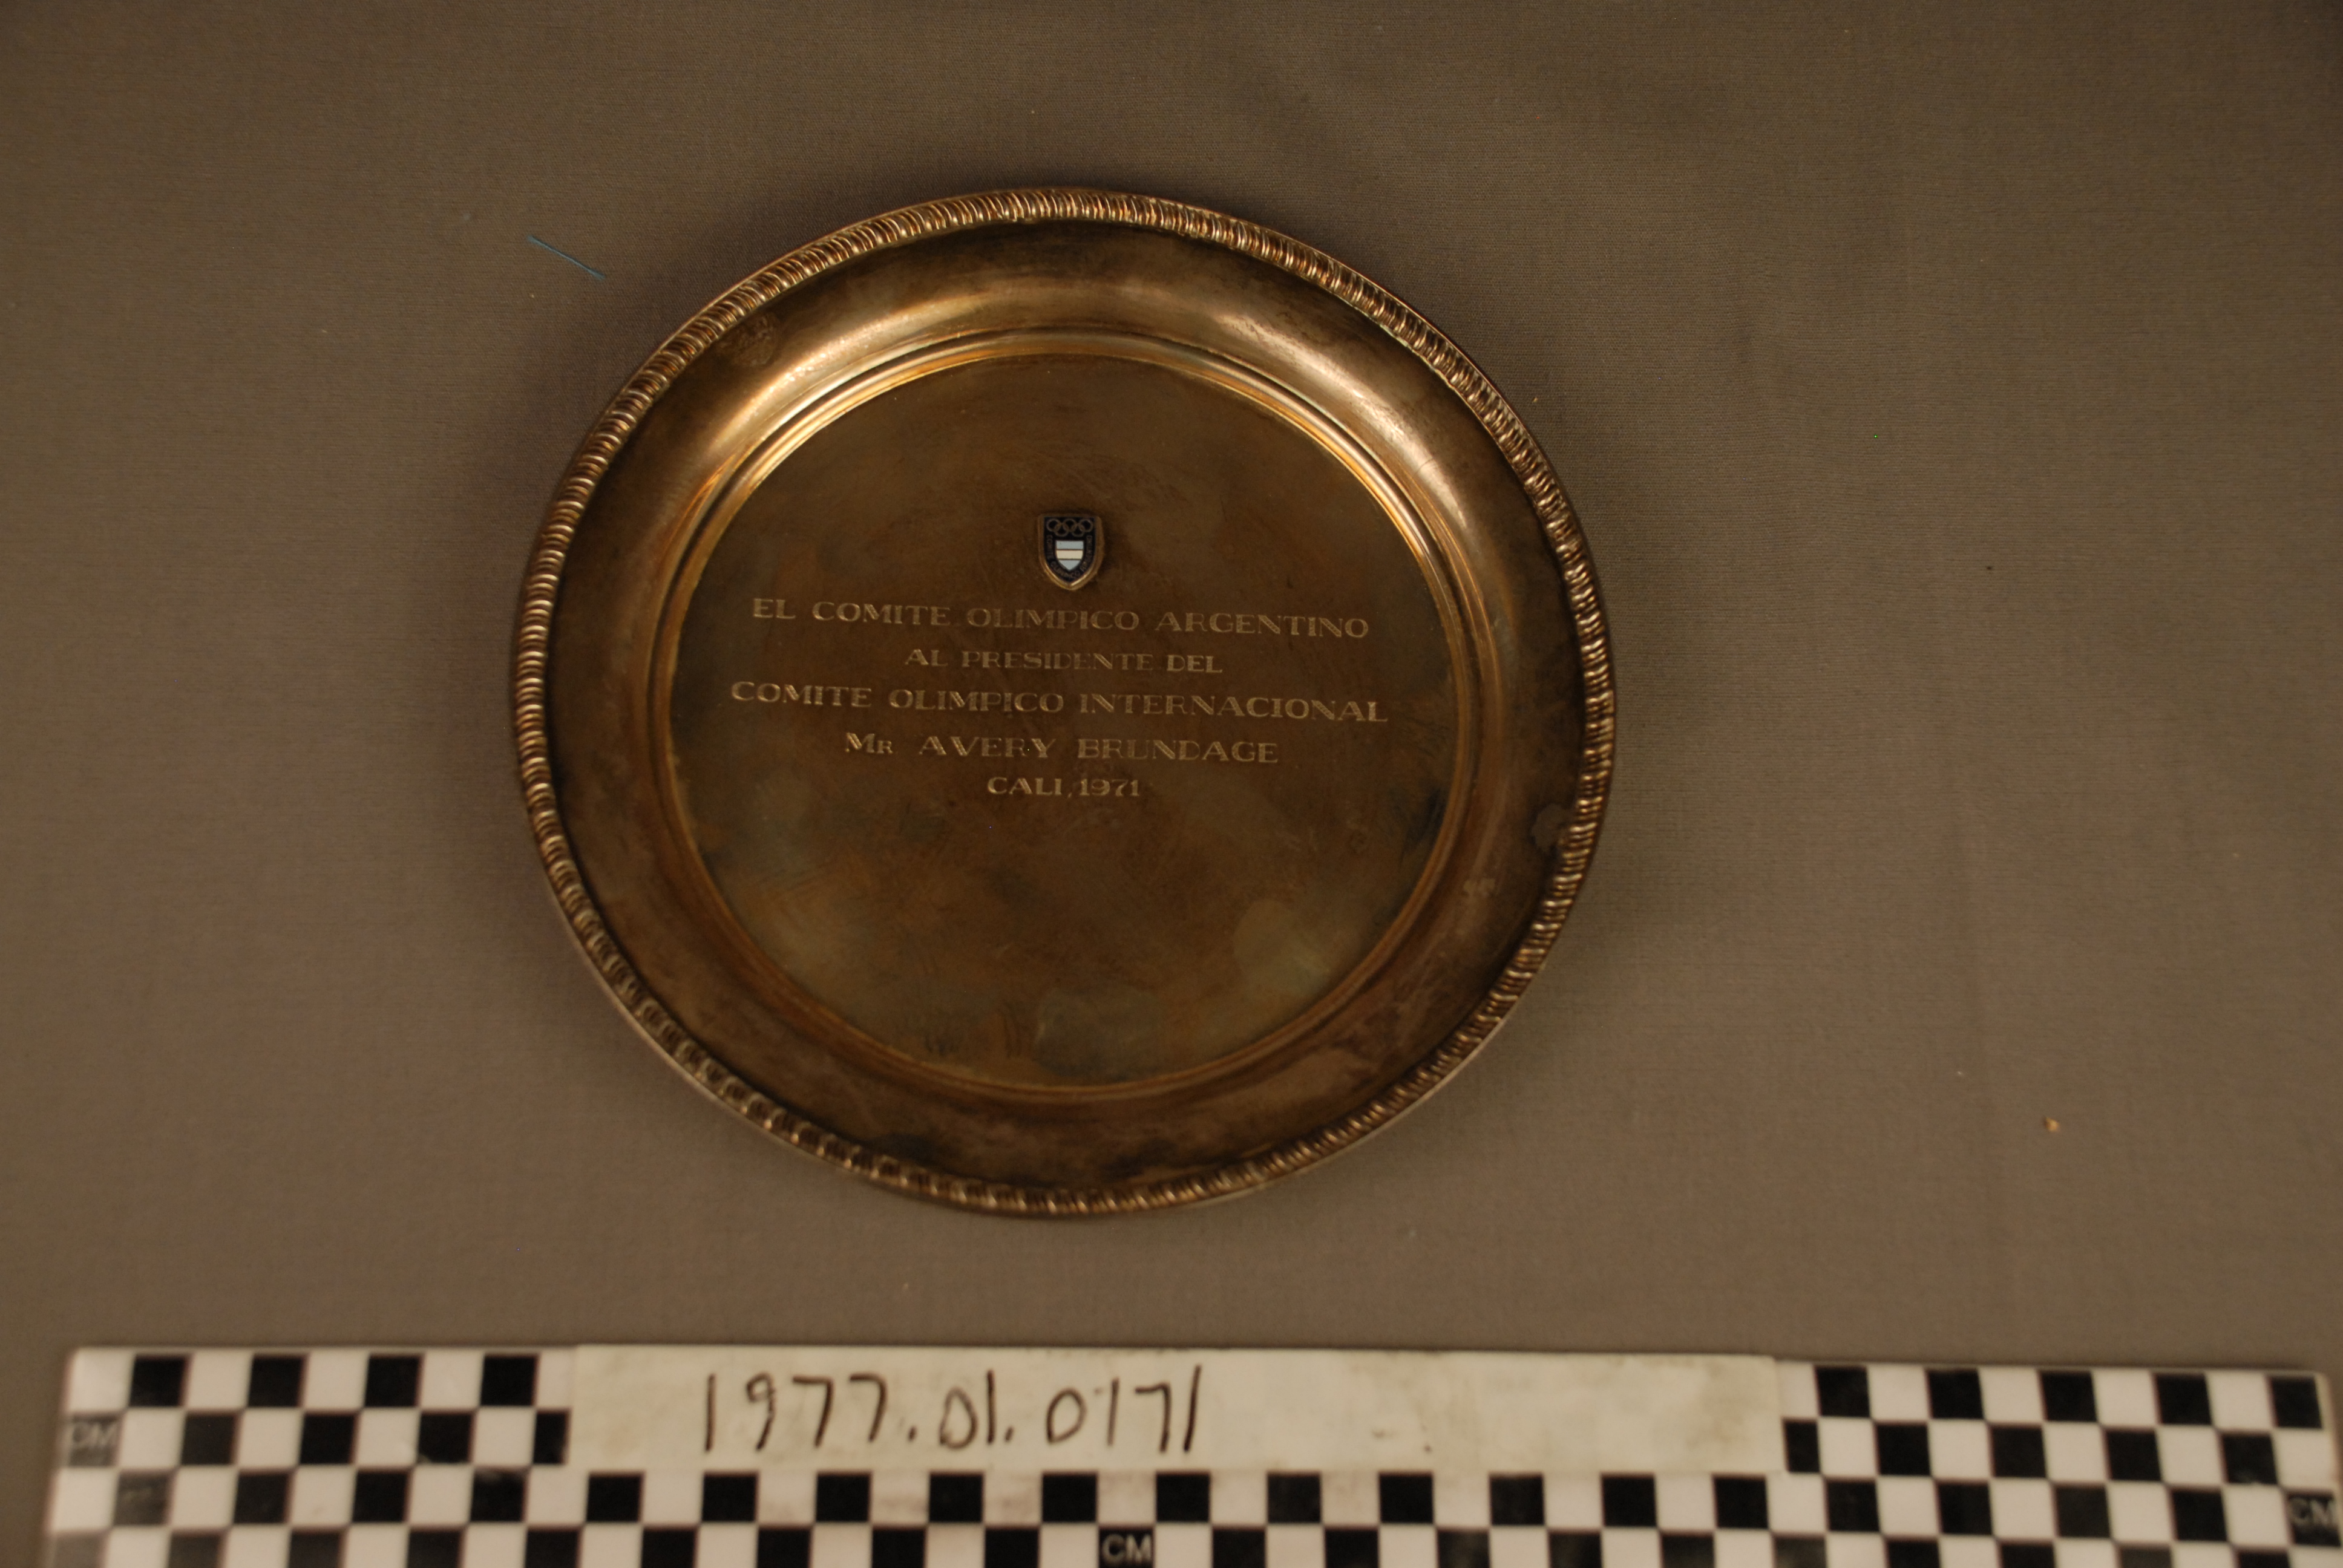 EL COMITE OLIMPICO ARGENTINO
AL PRESIDENTE DEL
COMITE OLIMPICO INTERNACIONAL
MR AVERY BRUNDAGE
CALI, 1971
1977.01.0171
CM
CM
CM